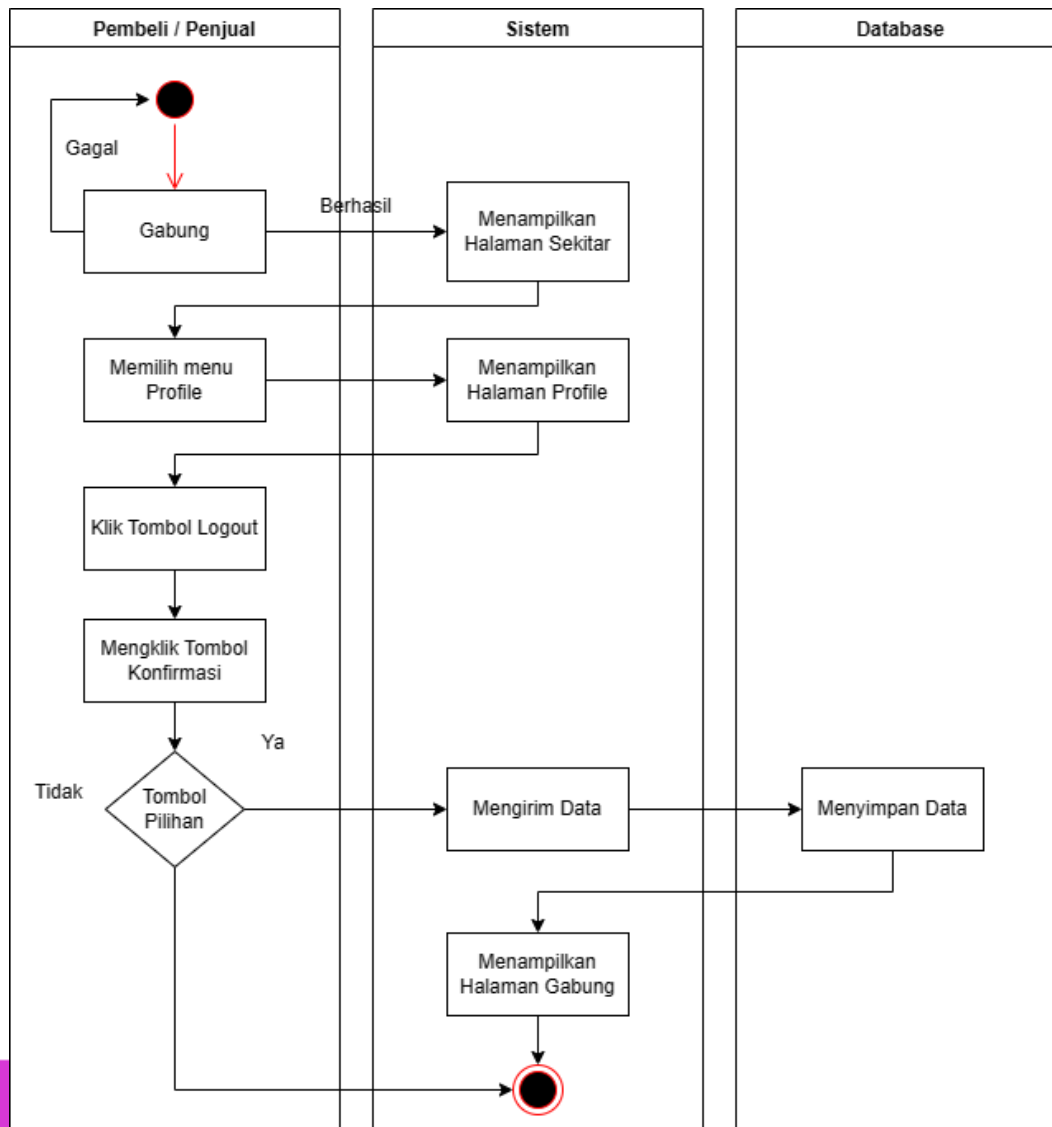 Pembeli / Penjual
Sistem
Database
Gagal
Gabung
Berhasil
Menampilkan
Halaman Sekitar
Memilih menu
Profile
Menampilkan
Halaman Profile
Klik Tombol Logout
Mengklik Tombol
Konfirmasi
Ya
Tidak
Tombol
Pilihan
Mengirim Data
Menyimpan Data
Menampilkan
Halaman Gabung